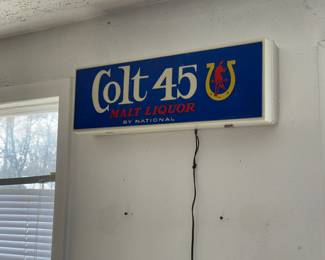 Colt 45
MALT LIQUOR
BY NATIONAL